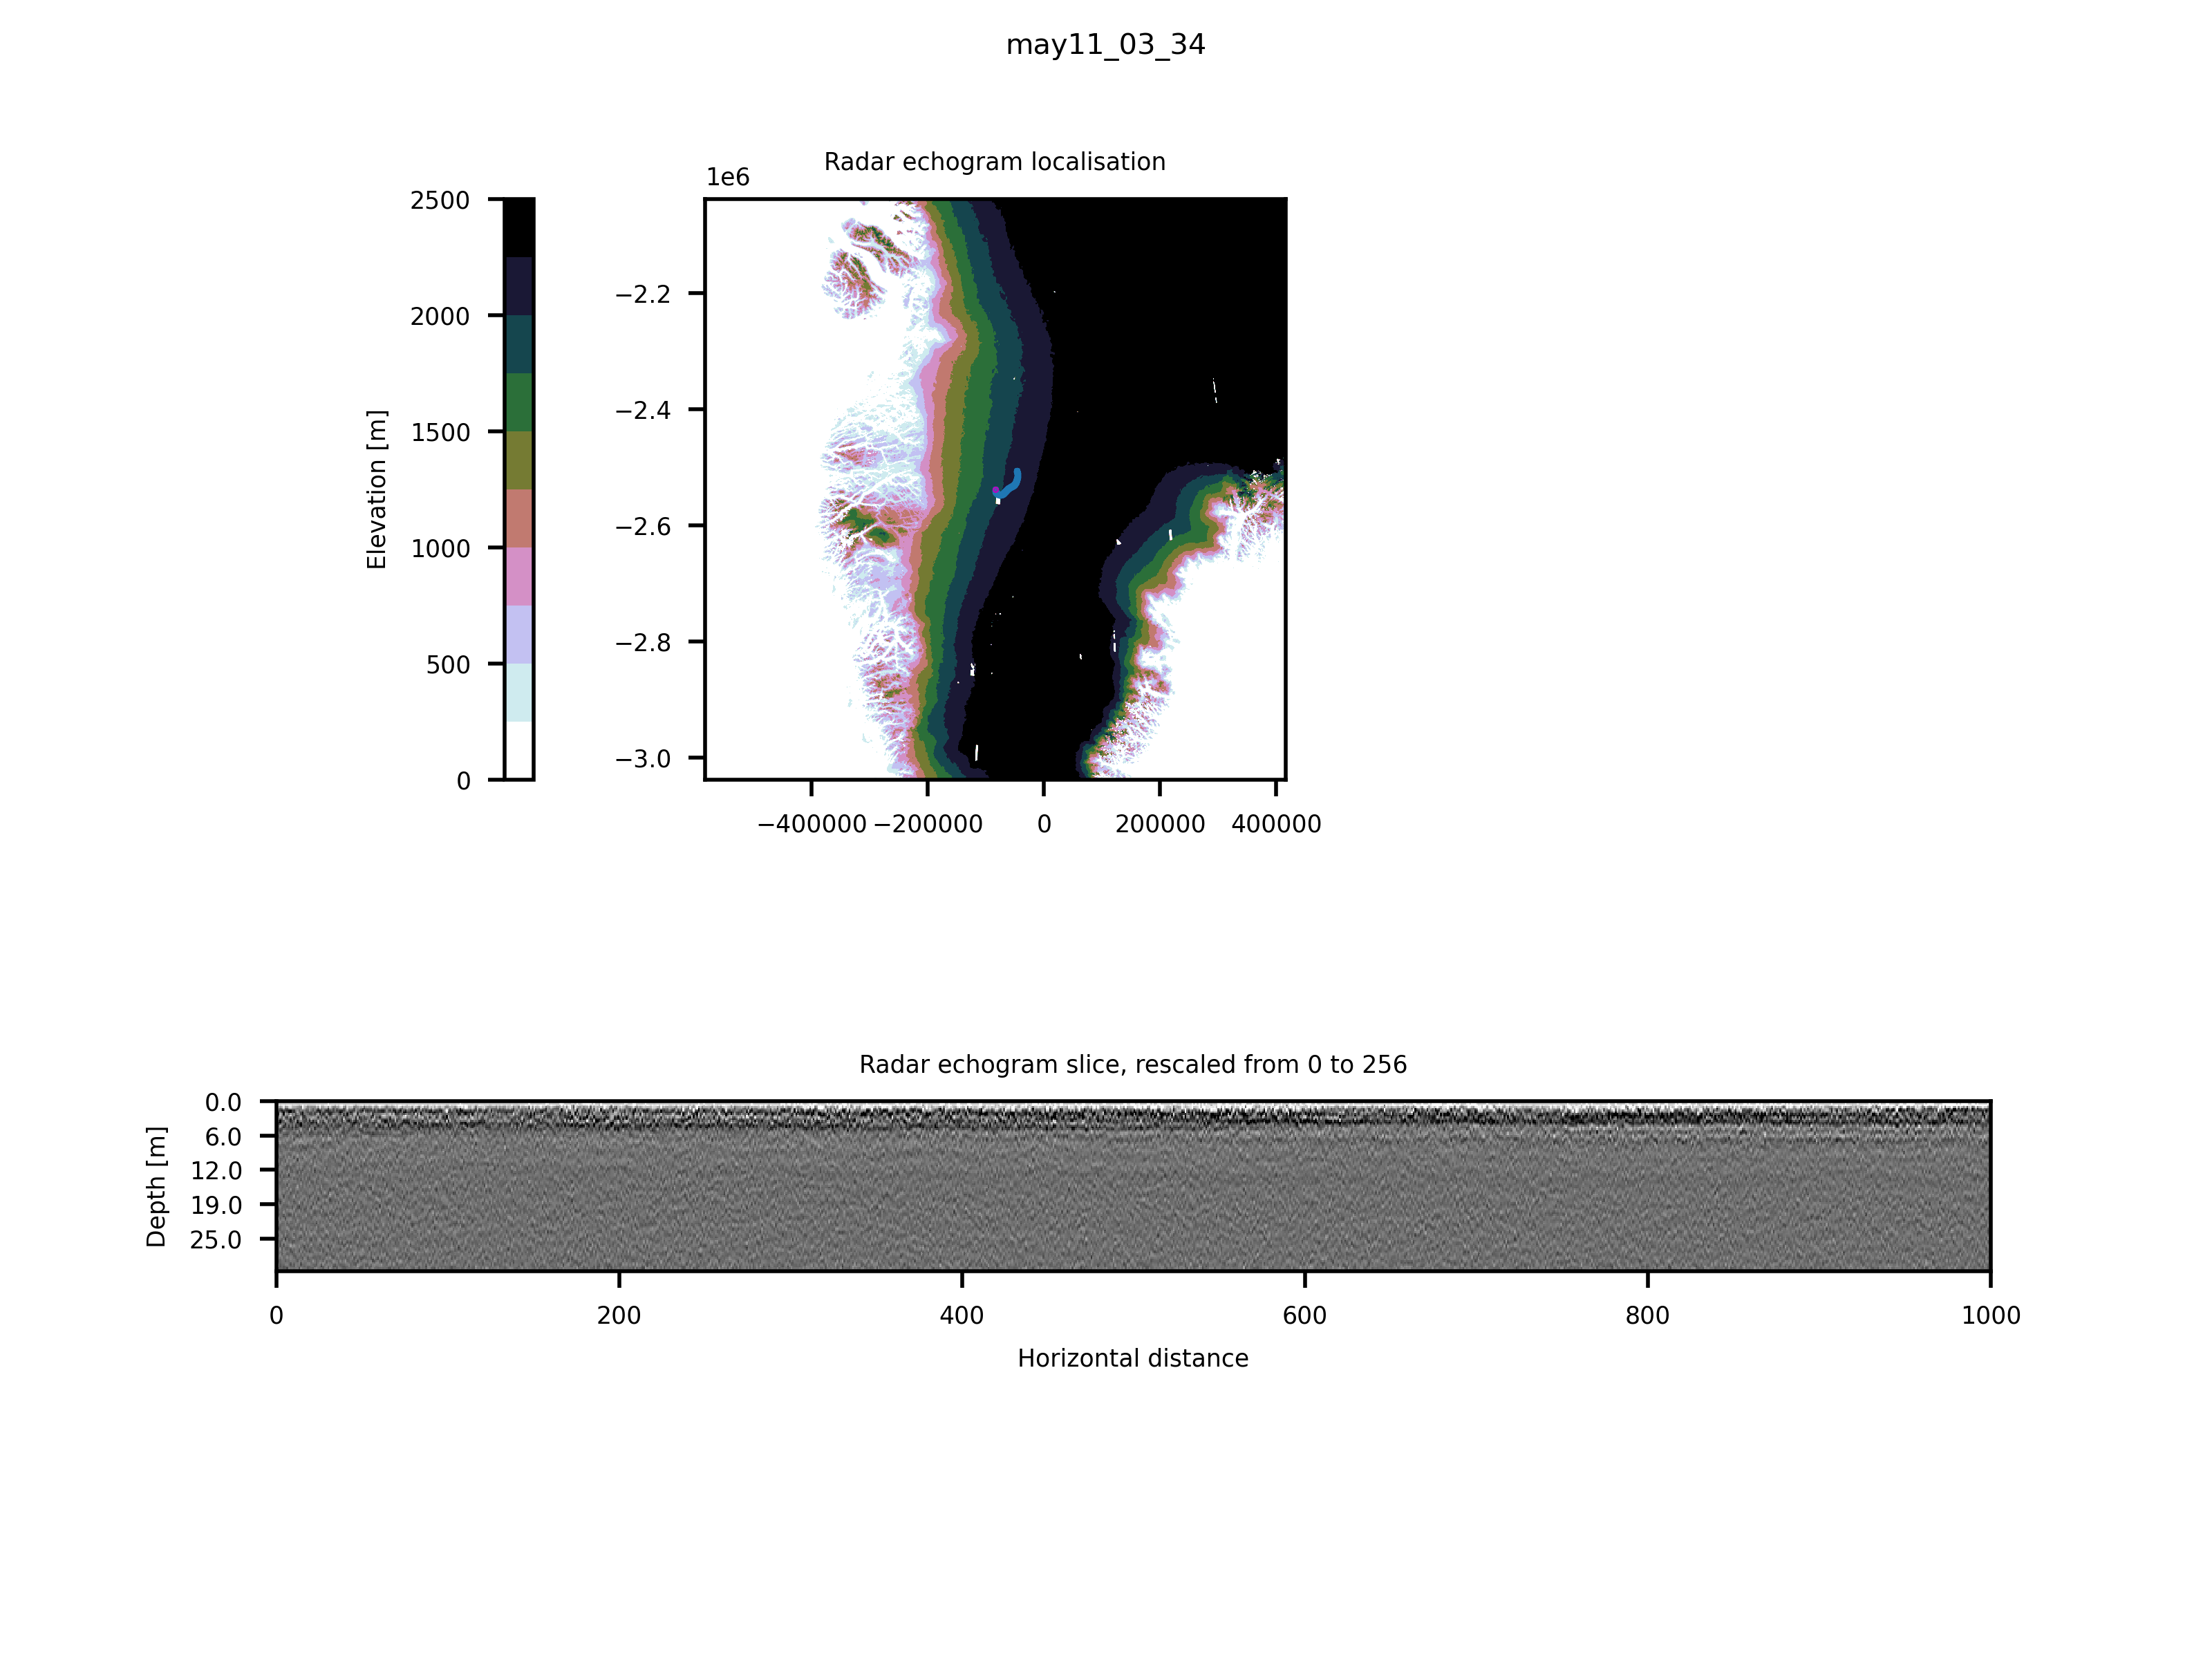 may11_03_34
Radar echogram localisation
1e6
2500
2000
1500
1000
500
0
Elevation [m]
−2.2
−2.4
−2.6
−2.8
−3.0
−400000 −200000 0 200000 400000
Radar echogram slice, rescaled from 0 to 256
0.0
6.0
12.0
19.0
25.0
Depth [m]
0 200 400 600 800 1000
Horizontal distance